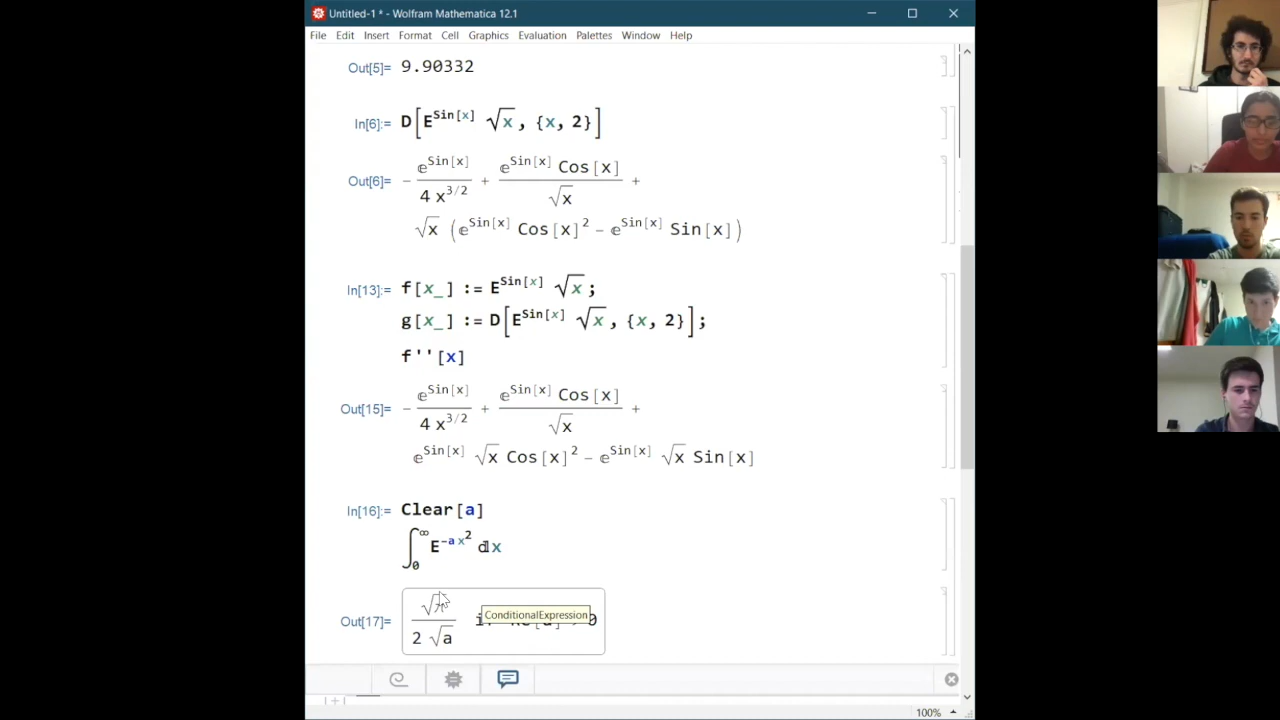 Untitled-1 * - Wolfram Mathematica 12.1
File Edit Insert Format Cell Graphics Evaluation Palettes Window Help
Out[5]= 9.90332
In[6]:= D[E^Sin[x] √x, {x, 2}]
Out[6]= - ⅇ^Sin[x] / (4 x^3/2) + ⅇ^Sin[x] Cos[x] / √x +
√x (ⅇ^Sin[x] Cos[x]^2 - ⅇ^Sin[x] Sin[x])
In[13]:= f[x_] := E^Sin[x] √x;
g[x_] := D[E^Sin[x] √x, {x, 2}];
f''[x]
Out[15]= - ⅇ^Sin[x] / (4 x^3/2) + ⅇ^Sin[x] Cos[x] / √x +
ⅇ^Sin[x] √x Cos[x]^2 - ⅇ^Sin[x] √x Sin[x]
In[16]:= Clear[a]
∫_0^∞ E^(-a x^2) ⅆx
Out[17]= √π / (2 √a)
ConditionalExpression
100%